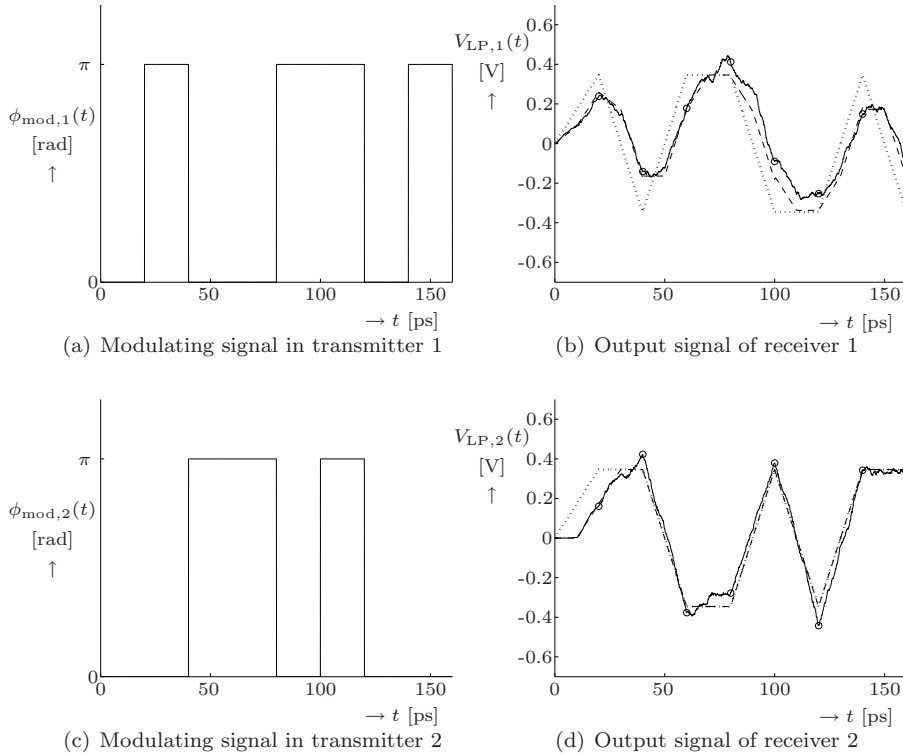 π
ϕmod,1(t)
[rad]
↑
0
0
50
100
150
→ t [ps]
(a) Modulating signal in transmitter 1
VLP,1(t)
[V]
↑
0.6
0.4
0.2
0
-0.2
-0.4
-0.6
0
50
100
150
→ t [ps]
(b) Output signal of receiver 1
π
ϕmod,2(t)
[rad]
↑
0
0
50
100
150
→ t [ps]
(c) Modulating signal in transmitter 2
VLP,2(t)
[V]
↑
0.6
0.4
0.2
0
-0.2
-0.4
-0.6
0
50
100
150
→ t [ps]
(d) Output signal of receiver 2